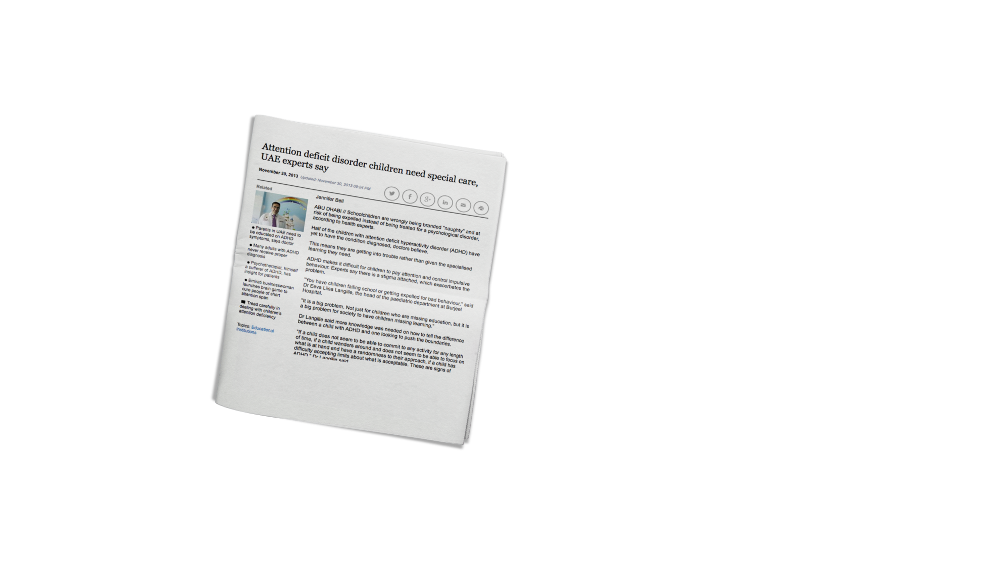 Attention deficit disorder children need special care,
UAE experts say
November 30, 2013 Updated: November 30, 2013 09:24 PM
Related
● Parents in UAE need to
be educated on ADHD
symptoms, says doctor
● Many adults with ADHD
never receive proper
diagnosis
● Psychotherapist, himself
a sufferer of ADHD, has
insight for patients
● Emirati businesswoman
launches brain game to
cure people of short
attention span
Tread carefully in
dealing with children's
attention deficiency
Topics: Educational
institutions
Jennifer Bell
ABU DHABI // Schoolchildren are wrongly being branded "naughty" and at
risk of being expelled instead of being treated for a psychological disorder,
according to health experts.
Half of the children with attention deficit hyperactivity disorder (ADHD) have
yet to have the condition diagnosed, doctors believe.
This means they are getting into trouble rather than given the specialised
learning they need.
ADHD makes it difficult for children to pay attention and control impulsive
behaviour. Experts say there is a stigma attached, which exacerbates the
problem.
"You have children failing school or getting expelled for bad behaviour," said
Dr Eeva Liisa Langille, the head of the paediatric department at Burjeel
Hospital.
"It is a big problem. Not just for children who are missing education, but it is
a big problem for society to have children missing learning."
Dr Langille said more knowledge was needed on how to tell the difference
between a child with ADHD and one looking to push the boundaries.
"If a child does not seem to be able to commit to any activity for any length
of time, if a child wanders around and does not seem to be able to focus on
what is at hand and have a randomness to their approach, if a child has
difficulty accepting limits about what is acceptable. These are signs of
ADHD," Dr Langille said